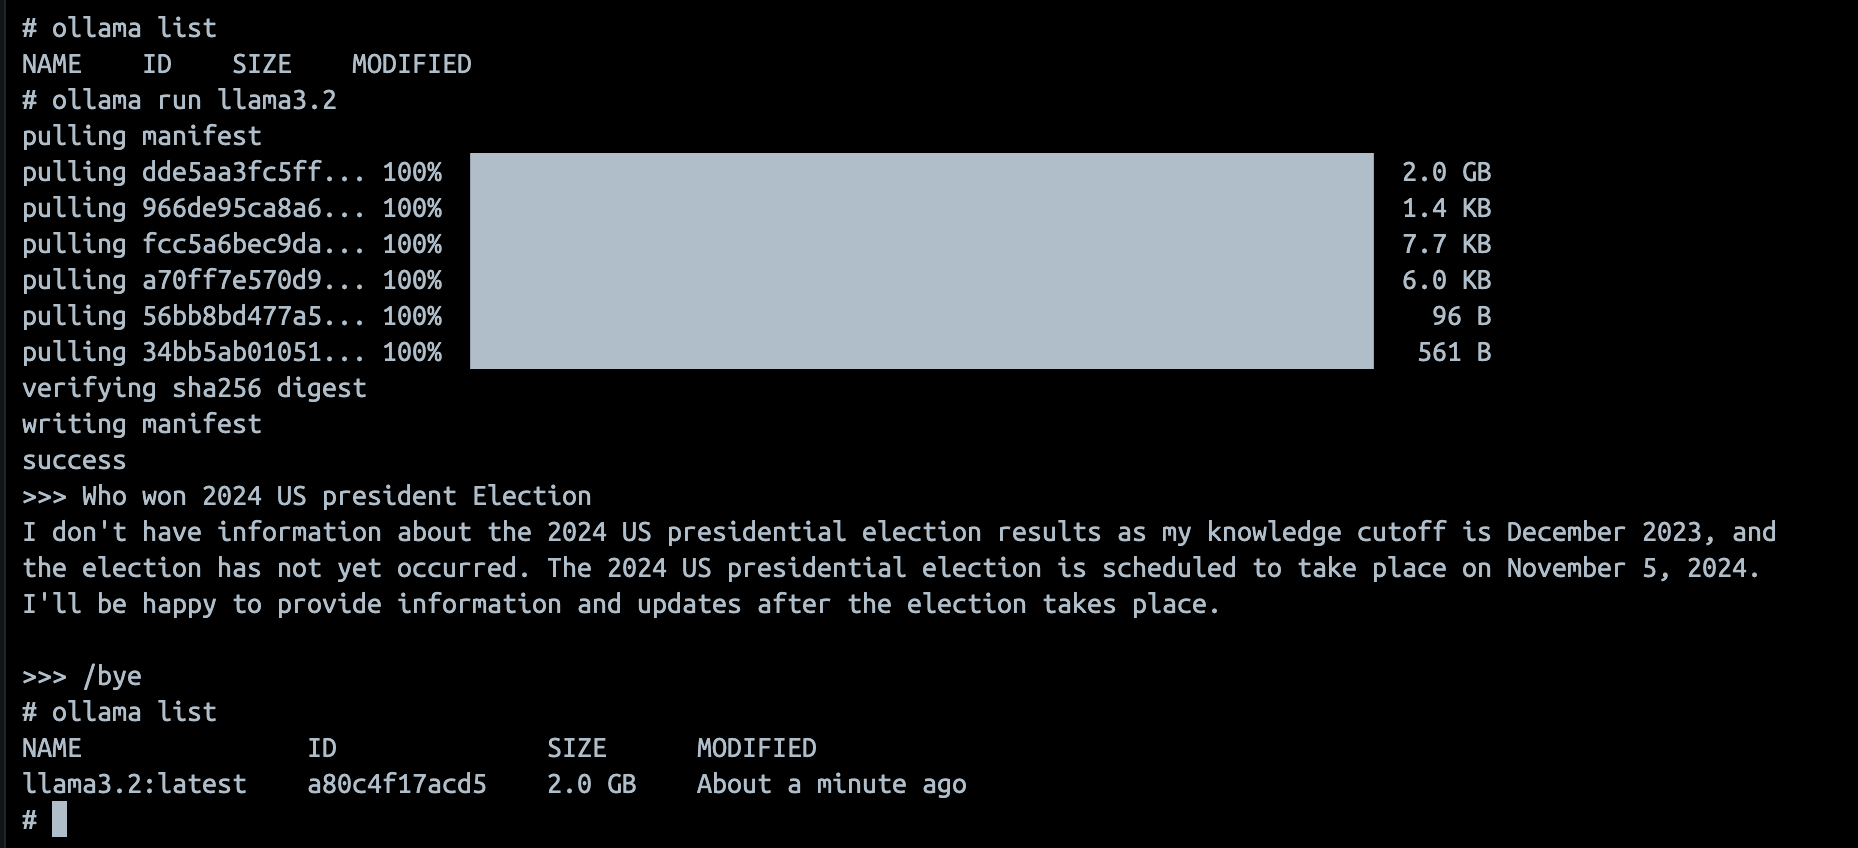 # ollama list
NAME    ID    SIZE    MODIFIED
# ollama run llama3.2
pulling manifest
pulling dde5aa3fc5ff... 100% 2.0 GB
pulling 966de95ca8a6... 100% 1.4 KB
pulling fcc5a6bec9da... 100% 7.7 KB
pulling a70ff7e570d9... 100% 6.0 KB
pulling 56bb8bd477a5... 100% 96 B
pulling 34bb5ab01051... 100% 561 B
verifying sha256 digest
writing manifest
success
>>> Who won 2024 US president Election
I don't have information about the 2024 US presidential election results as my knowledge cutoff is December 2023, and
the election has not yet occurred. The 2024 US presidential election is scheduled to take place on November 5, 2024.
I'll be happy to provide information and updates after the election takes place.
>>> /bye
# ollama list
NAME               ID              SIZE      MODIFIED
llama3.2:latest    a80c4f17acd5    2.0 GB    About a minute ago
#